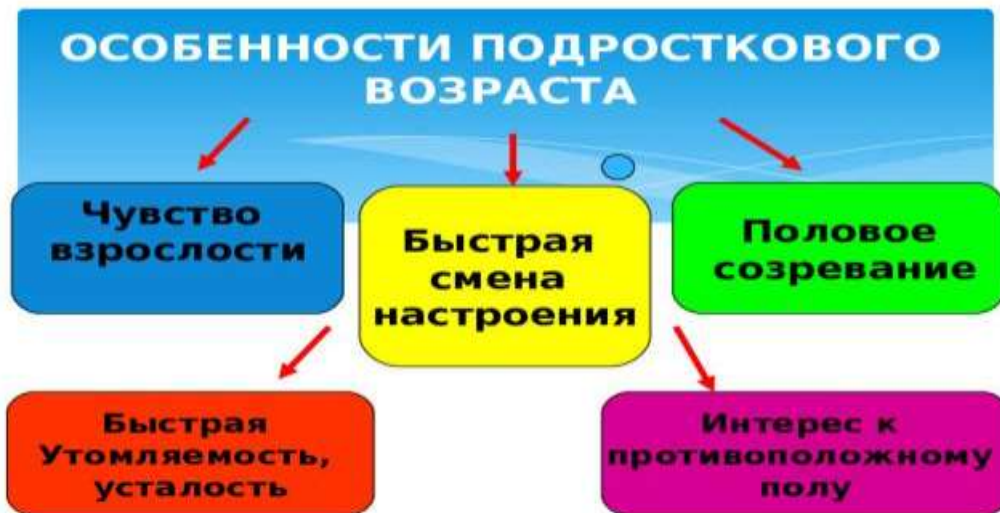 ОСОБЕННОСТИ ПОДРОСТКОВОГО
ВОЗРАСТА
Чувство
взрослости
Быстрая
смена
настроения
Половое
созревание
Быстрая
Утомляемость,
усталость
Интерес к
противоположному
полу